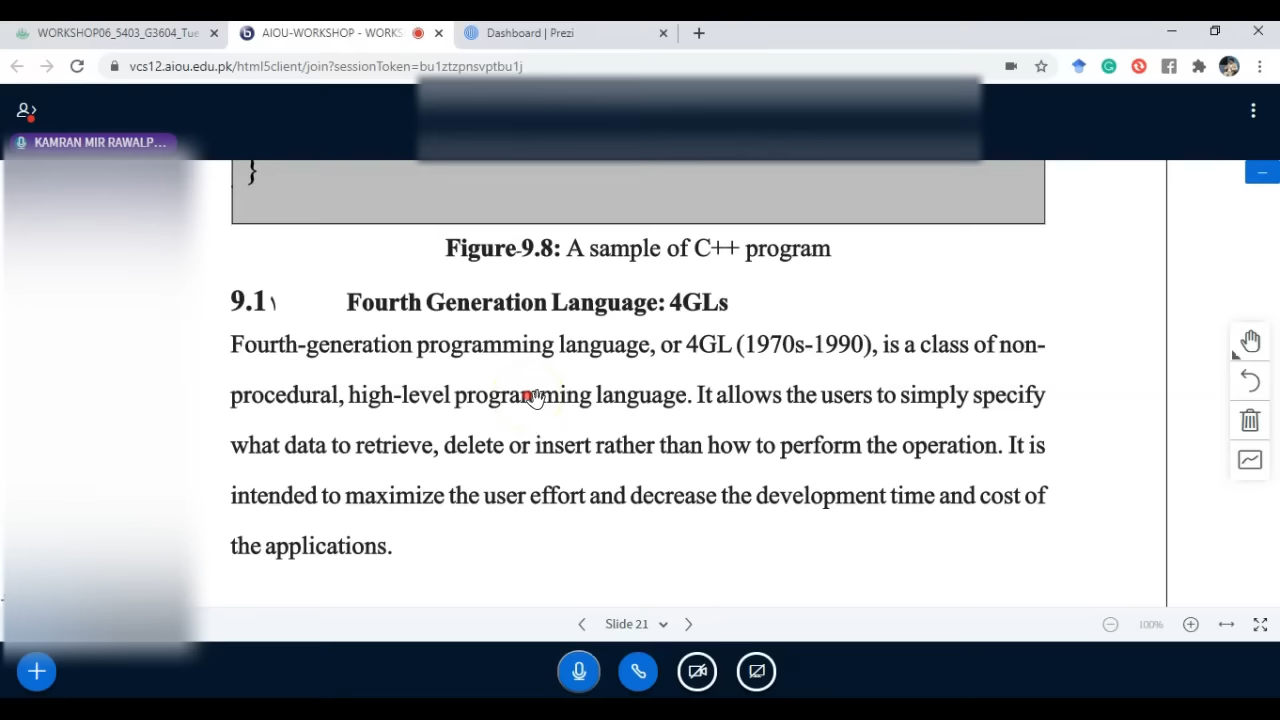 WORKSHOP06_5403_G3604_Tue
AIOU-WORKSHOP - WORKS
Dashboard | Prezi
vcs12.aiou.edu.pk/html5client/join?sessionToken=bu1ztzpnsvptbu1j
KAMRAN MIR RAWALP...
}
Figure 9.8: A sample of C++ program
9.1\ Fourth Generation Language: 4GLs
Fourth-generation programming language, or 4GL (1970s-1990), is a class of non-
procedural, high-level programming language. It allows the users to simply specify
what data to retrieve, delete or insert rather than how to perform the operation. It is
intended to maximize the user effort and decrease the development time and cost of
the applications.
Slide 21
100%